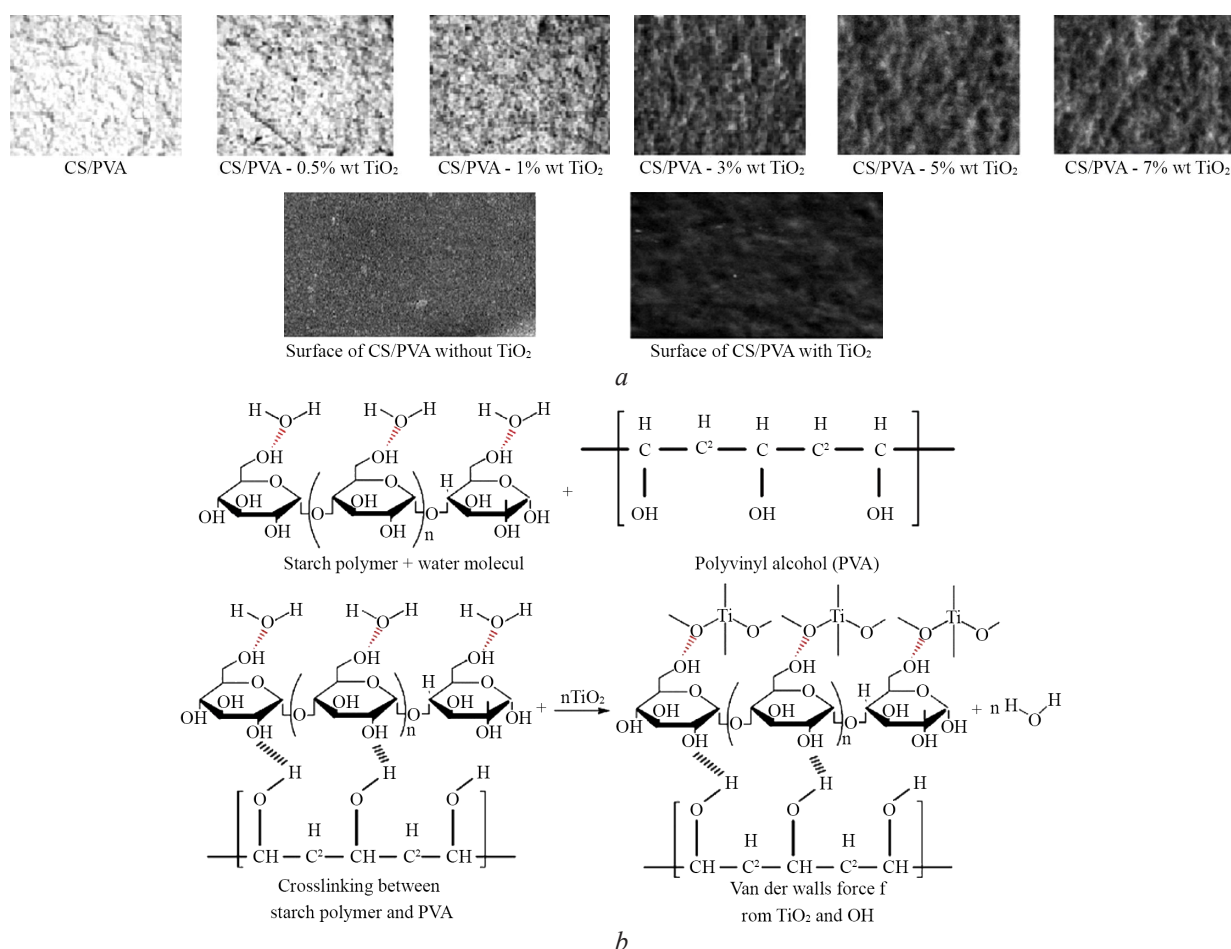 CS/PVA
CS/PVA - 0.5% wt TiO₂
CS/PVA - 1% wt TiO₂
CS/PVA - 3% wt TiO₂
CS/PVA - 5% wt TiO₂
CS/PVA - 7% wt TiO₂
Surface of CS/PVA without TiO₂
Surface of CS/PVA with TiO₂
a
H O H H O H H O H
OH OH OH
O O H O
OH OH OH
OH O O OH
OH OH n OH
+
H H H H H
C C² C C² C
OH OH OH
Starch polymer + water molecul
Polyvinyl alcohol (PVA)
H O H H O H H O H
OH OH OH
O O H O
OH OH OH
OH O O OH
OH OH n OH
H H H
O O O
H H
CH C² CH C² CH
Crosslinking between
starch polymer and PVA
+ nTiO₂
O Ti O O Ti O O Ti O
OH OH OH
O O H O
OH OH OH
OH O O OH
OH OH n OH
+ n H O H
H H H
O O O
H H
CH C² CH C² CH
Van der walls force f
rom TiO₂ and OH
b